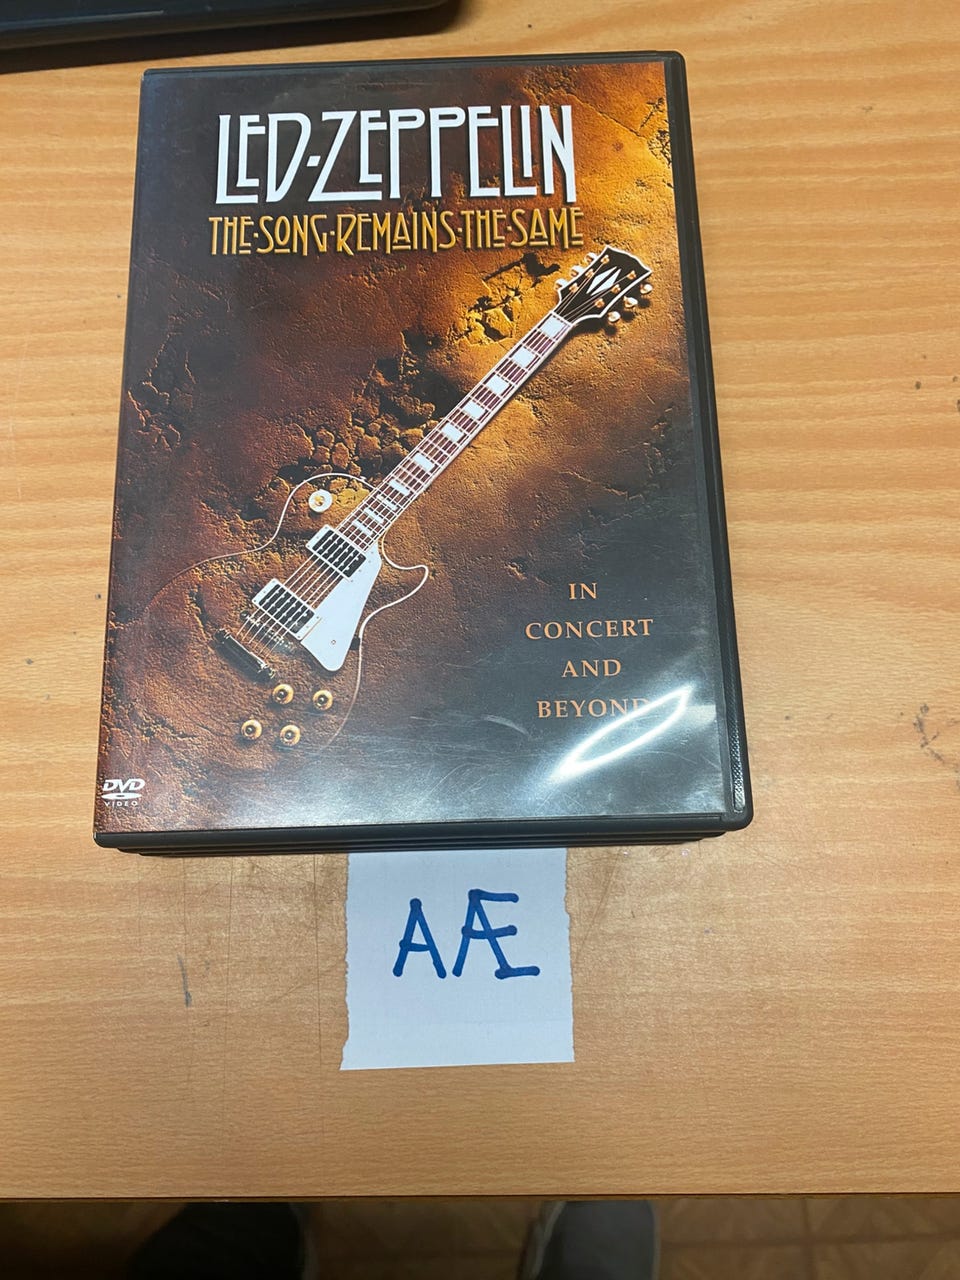 LED-ZEPPELIN
THE·SONG·REMAINS·THE·SAME
IN
CONCERT
AND
BEYOND
DVD
VIDEO
AÆ